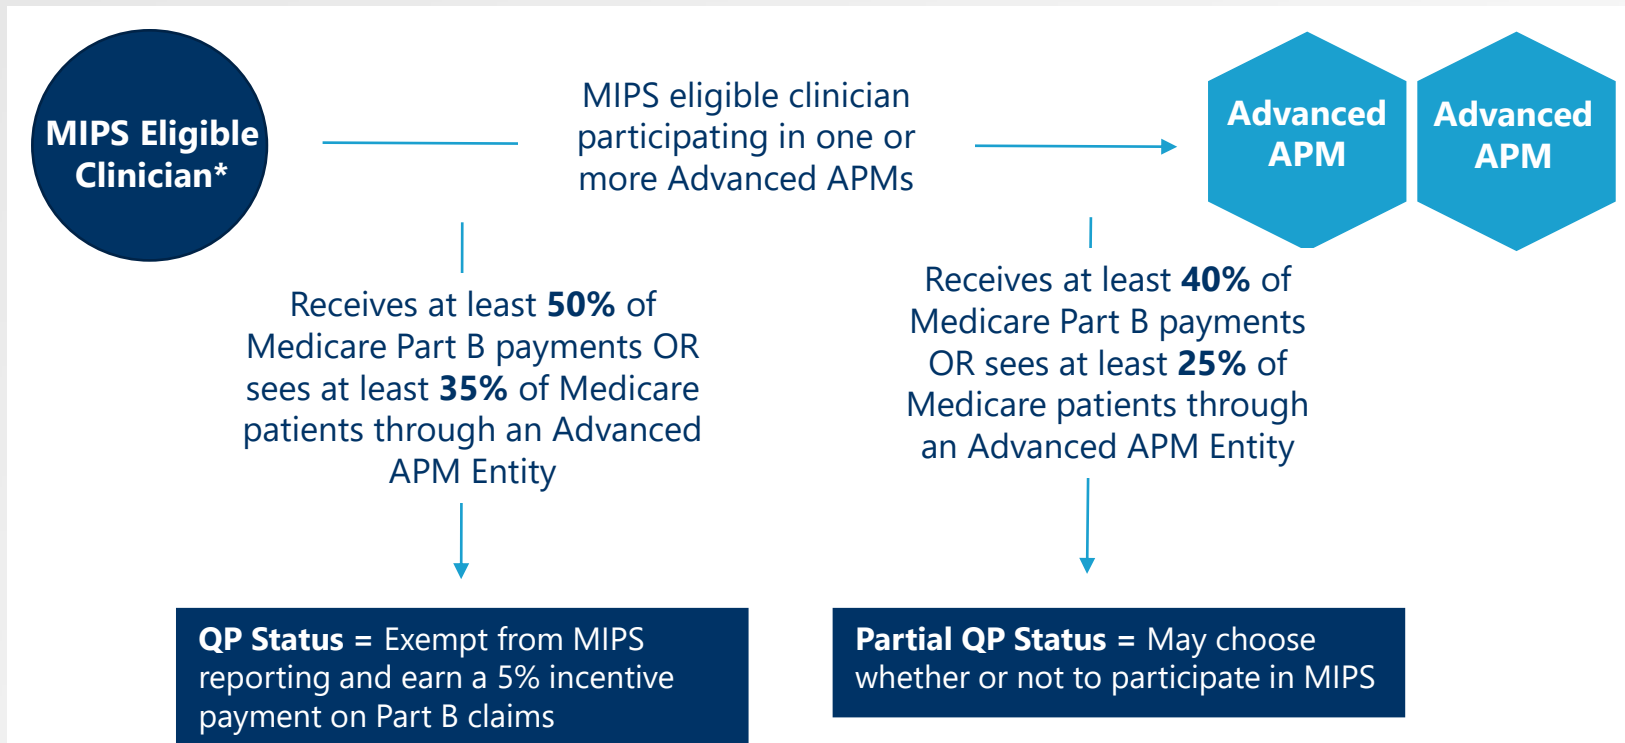 MIPS Eligible
Clinician*
MIPS eligible clinician
participating in one or
more Advanced APMs
Advanced
APM
Advanced
APM
Receives at least 50% of
Medicare Part B payments OR
sees at least 35% of Medicare
patients through an Advanced
APM Entity
Receives at least 40% of
Medicare Part B payments
OR sees at least 25% of
Medicare patients through
an Advanced APM Entity
QP Status = Exempt from MIPS
reporting and earn a 5% incentive
payment on Part B claims
Partial QP Status = May choose
whether or not to participate in MIPS